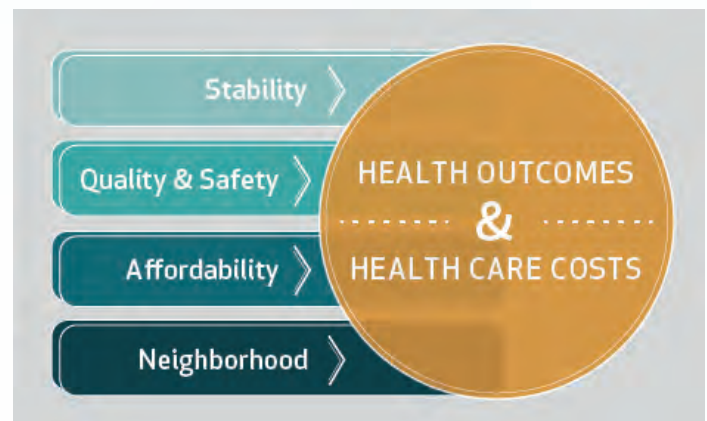 Stability
Quality & Safety
Affordability
Neighborhood
HEALTH OUTCOMES
&
HEALTH CARE COSTS